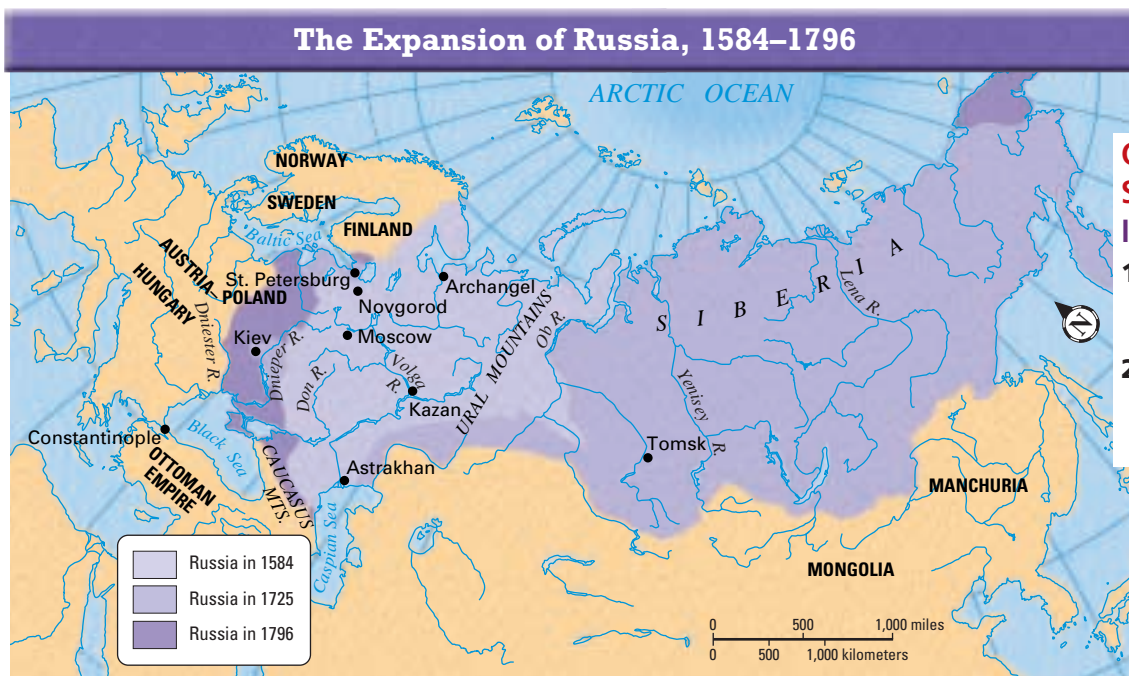 The Expansion of Russia, 1584–1796
ARCTIC OCEAN
NORWAY
SWEDEN
FINLAND
Baltic Sea
AUSTRIA–
HUNGARY
POLAND
St. Petersburg
Novgorod
Archangel
Moscow
Kiev
Dniester R.
Dnieper R.
Don R.
Volga
R.
Kazan
URAL MOUNTAINS
Ob R.
SIBERIA
Lena R.
Yenisey
R.
Tomsk
Constantinople
Black Sea
OTTOMAN
EMPIRE
CAUCASUS
MTS.
Astrakhan
Caspian Sea
MANCHURIA
MONGOLIA
N
Russia in 1584
Russia in 1725
Russia in 1796
0 500 1,000 miles
0 500 1,000 kilometers
2